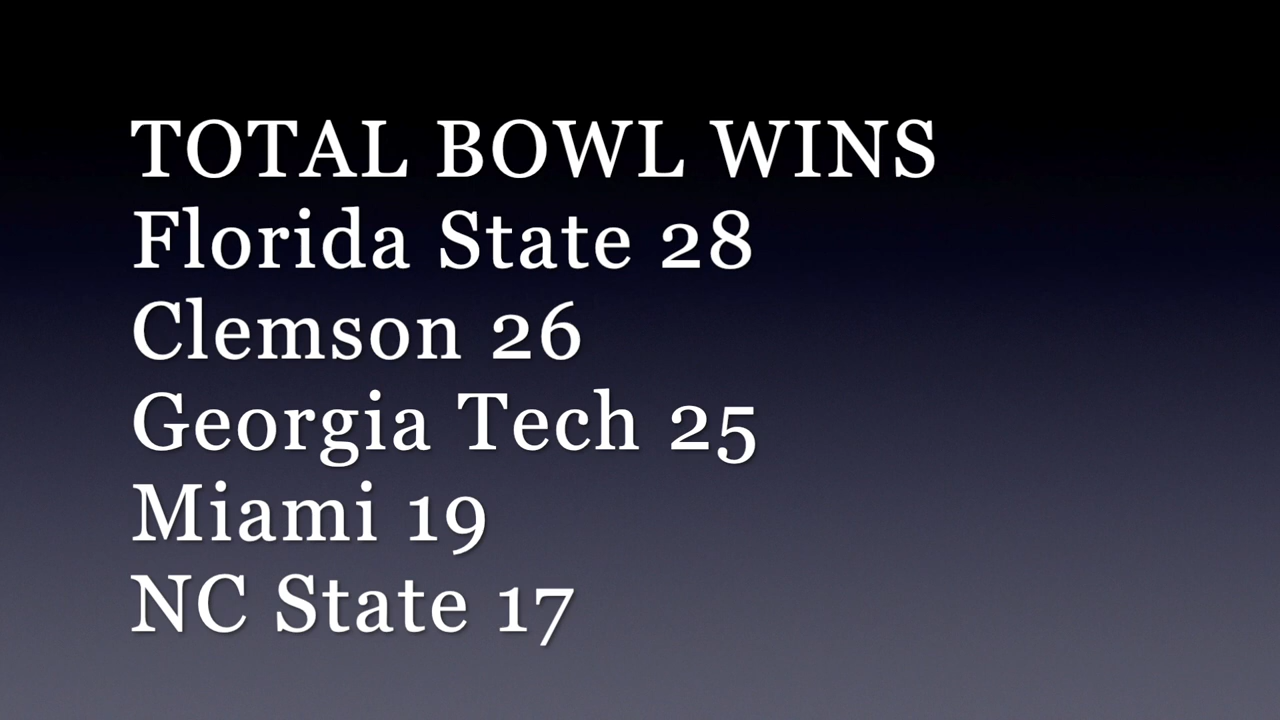 TOTAL BOWL WINS
Florida State 28
Clemson 26
Georgia Tech 25
Miami 19
NC State 17